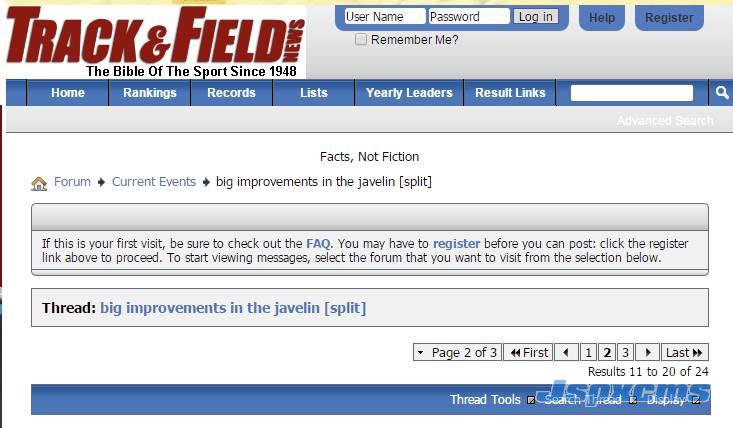 User Name Password Log in Help Register
Remember Me?
TRACK&FIELD NEWS
The Bible Of The Sport Since 1948
Home Rankings Records Lists Yearly Leaders Result Links
Advanced Search
Facts, Not Fiction
Forum Current Events big improvements in the javelin [split]
If this is your first visit, be sure to check out the FAQ. You may have to register before you can post: click the register
link above to proceed. To start viewing messages, select the forum that you want to visit from the selection below.
Thread: big improvements in the javelin [split]
Page 2 of 3 First 1 2 3 Last
Results 11 to 20 of 24
Thread Tools Search Thread Display
Jspxcms